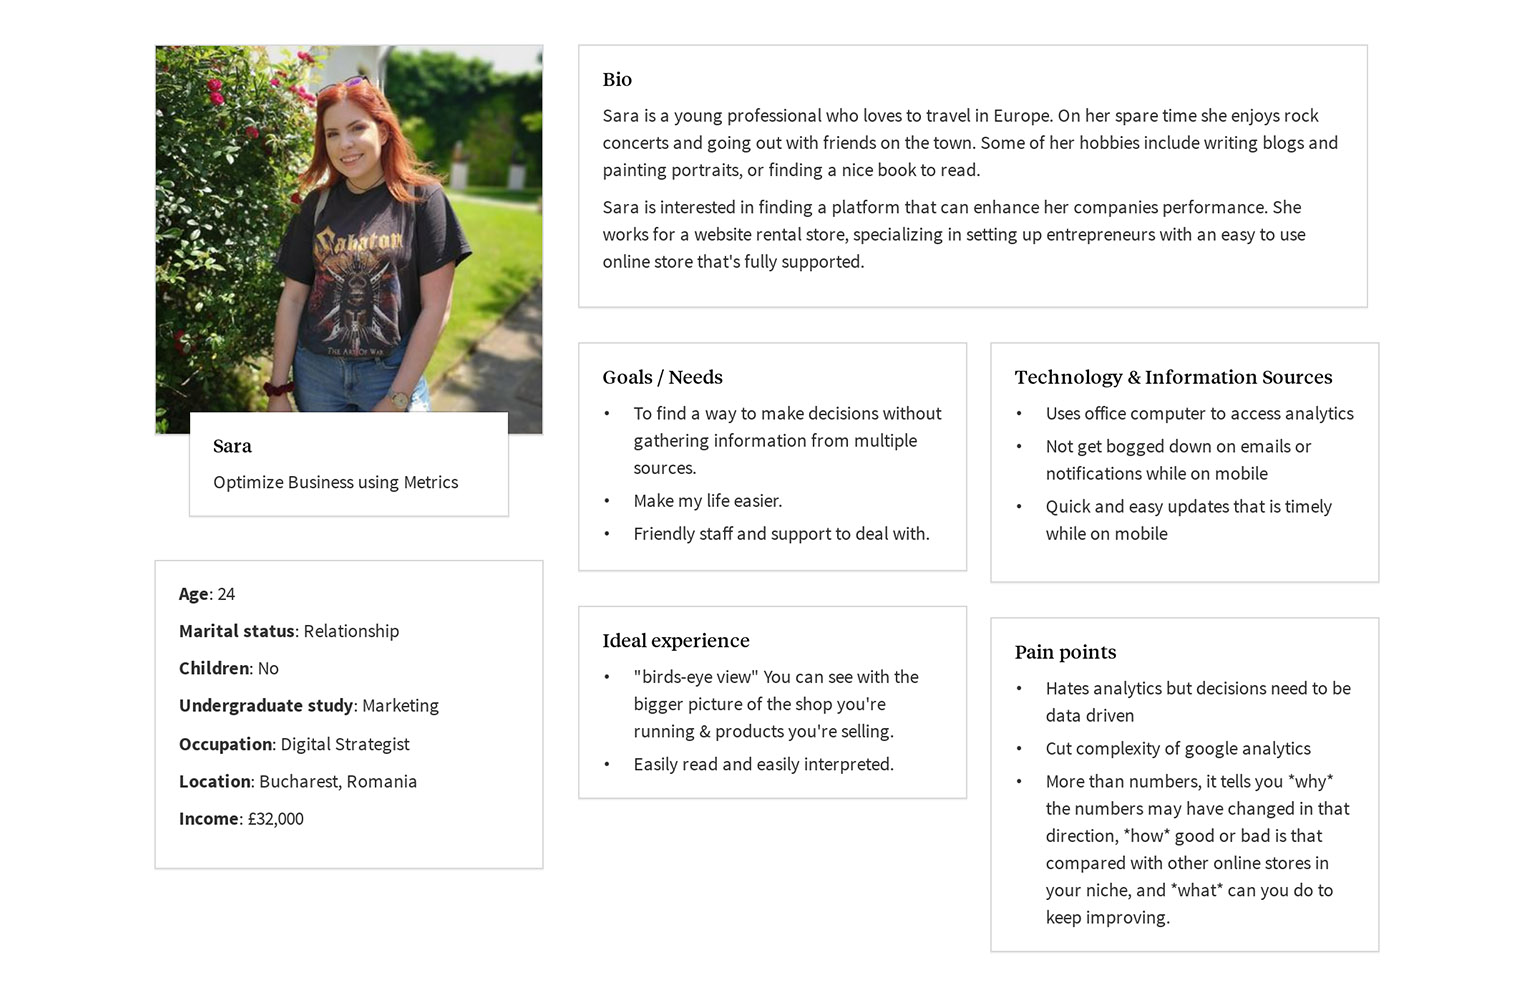 Sabaton
THE ART OF WAR
Sara
Optimize Business using Metrics
Age: 24
Marital status: Relationship
Children: No
Undergraduate study: Marketing
Occupation: Digital Strategist
Location: Bucharest, Romania
Income: £32,000
Bio
Sara is a young professional who loves to travel in Europe. On her spare time she enjoys rock
concerts and going out with friends on the town. Some of her hobbies include writing blogs and
painting portraits, or finding a nice book to read.
Sara is interested in finding a platform that can enhance her companies performance. She
works for a website rental store, specializing in setting up entrepreneurs with an easy to use
online store that's fully supported.
Goals / Needs
• To find a way to make decisions without
gathering information from multiple
sources.
• Make my life easier.
• Friendly staff and support to deal with.
Technology & Information Sources
• Uses office computer to access analytics
• Not get bogged down on emails or
notifications while on mobile
• Quick and easy updates that is timely
while on mobile
Ideal experience
• "birds-eye view" You can see with the
bigger picture of the shop you're
running & products you're selling.
• Easily read and easily interpreted.
Pain points
• Hates analytics but decisions need to be
data driven
• Cut complexity of google analytics
• More than numbers, it tells you *why*
the numbers may have changed in that
direction, *how* good or bad is that
compared with other online stores in
your niche, and *what* can you do to
keep improving.